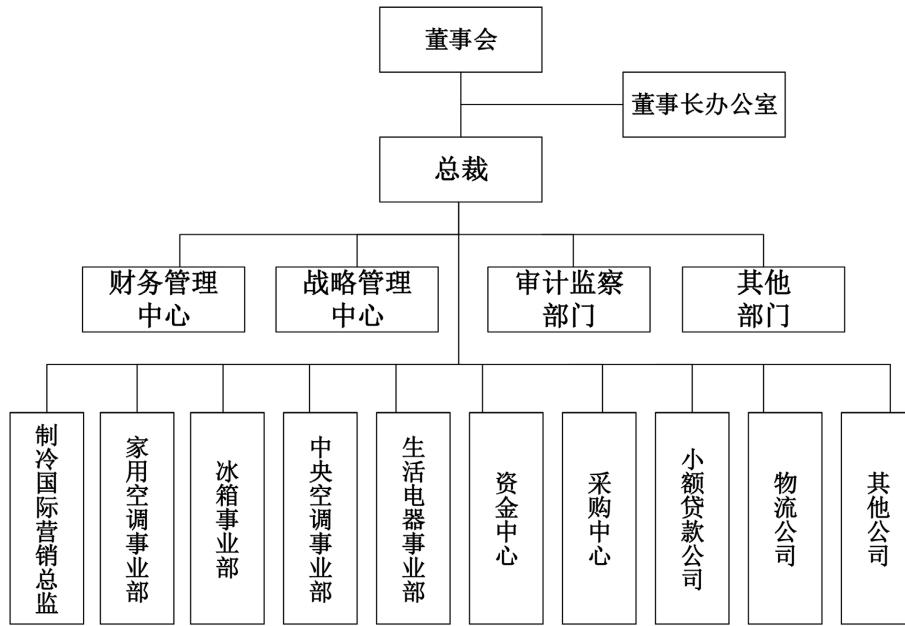 董事会
董事长办公室
总裁
财务管理
中心
战略管理
中心
审计监察
部门
其他
部门
制冷国际营销总监
家用空调事业部
冰箱事业部
中央空调事业部
生活电器事业部
资金中心
采购中心
小额贷款公司
物流公司
其他公司